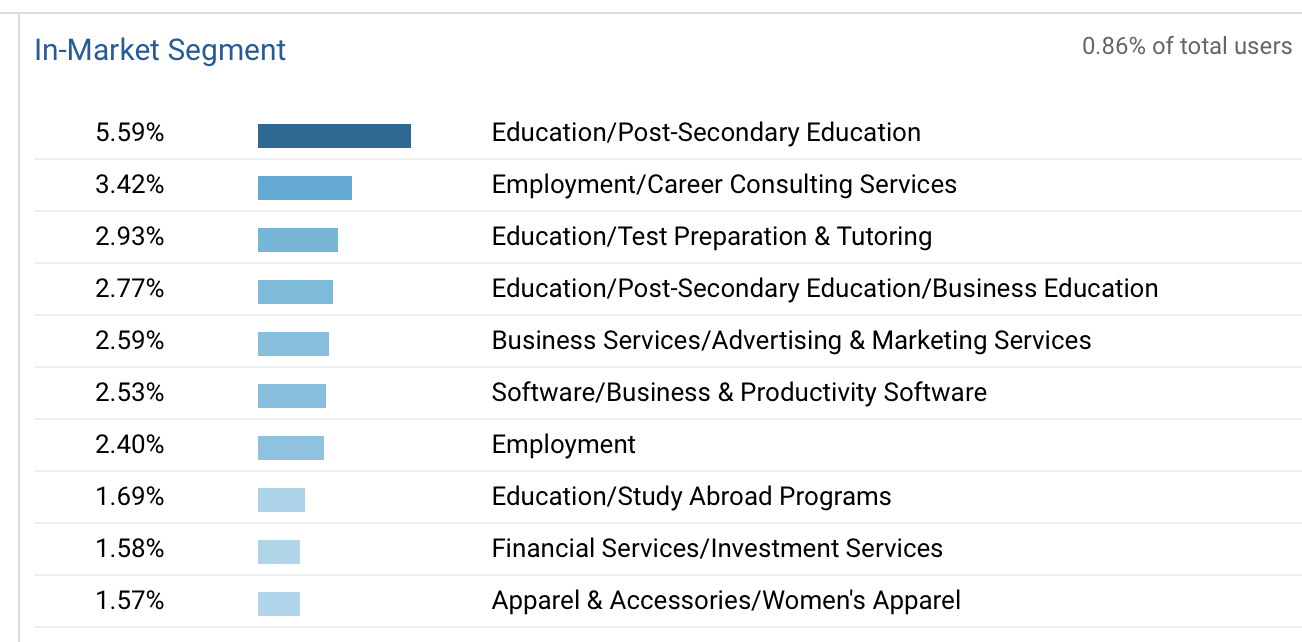 In-Market Segment 0.86% of total users
5.59% Education/Post-Secondary Education
3.42% Employment/Career Consulting Services
2.93% Education/Test Preparation & Tutoring
2.77% Education/Post-Secondary Education/Business Education
2.59% Business Services/Advertising & Marketing Services
2.53% Software/Business & Productivity Software
2.40% Employment
1.69% Education/Study Abroad Programs
1.58% Financial Services/Investment Services
1.57% Apparel & Accessories/Women's Apparel